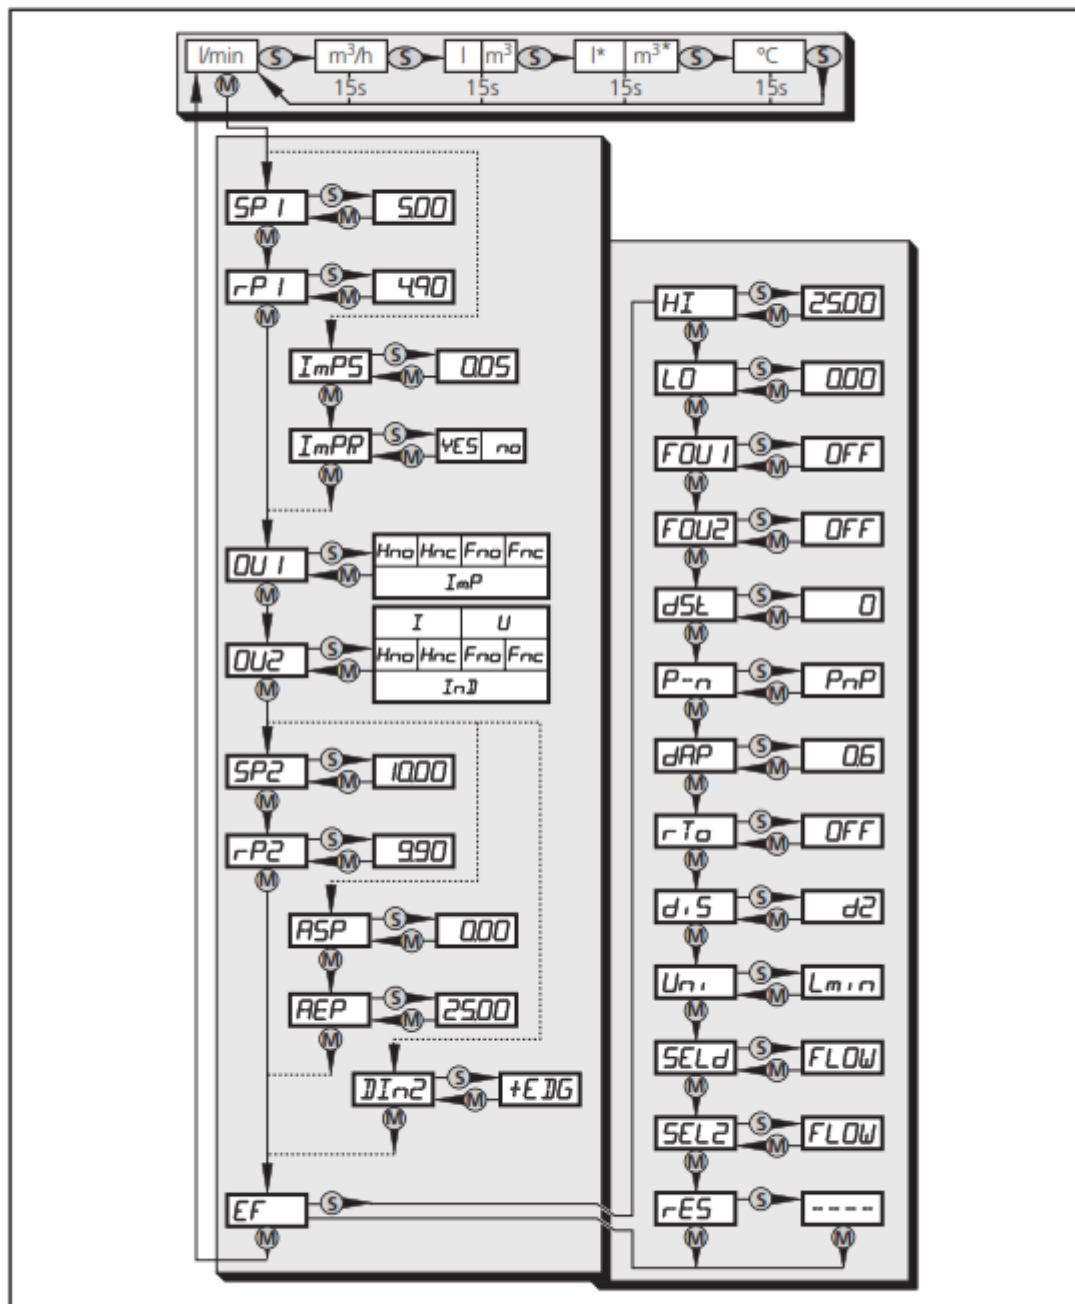 l/min S m³/h S l m³ S l* m³* S °C S
M 15s 15s 15s 15s
SP1 S M 5.00
M
rP1 S M 4.90
M
ImPS S M 0.05
M
ImPR S M YES no
M
OU1 S M Hno Hnc Fno Fnc
ImP
M
I U
OU2 S M Hno Hnc Fno Fnc
InD
M
SP2 S M 10.00
M
rP2 S M 9.90
M
ASP S M 0.00
M
AEP S M 25.00
M
DIn2 S M +EDG
M
EF S
M
HI S M 25.00
M
LO S M 0.00
M
FOU1 S M OFF
M
FOU2 S M OFF
M
dSt S M 0
M
P-n S M PnP
M
dAP S M 0.6
M
rTo S M OFF
M
diS S M d2
M
Uni S M Lmin
M
SELd S M FLOW
M
SEL2 S M FLOW
M
rES S ----
M M